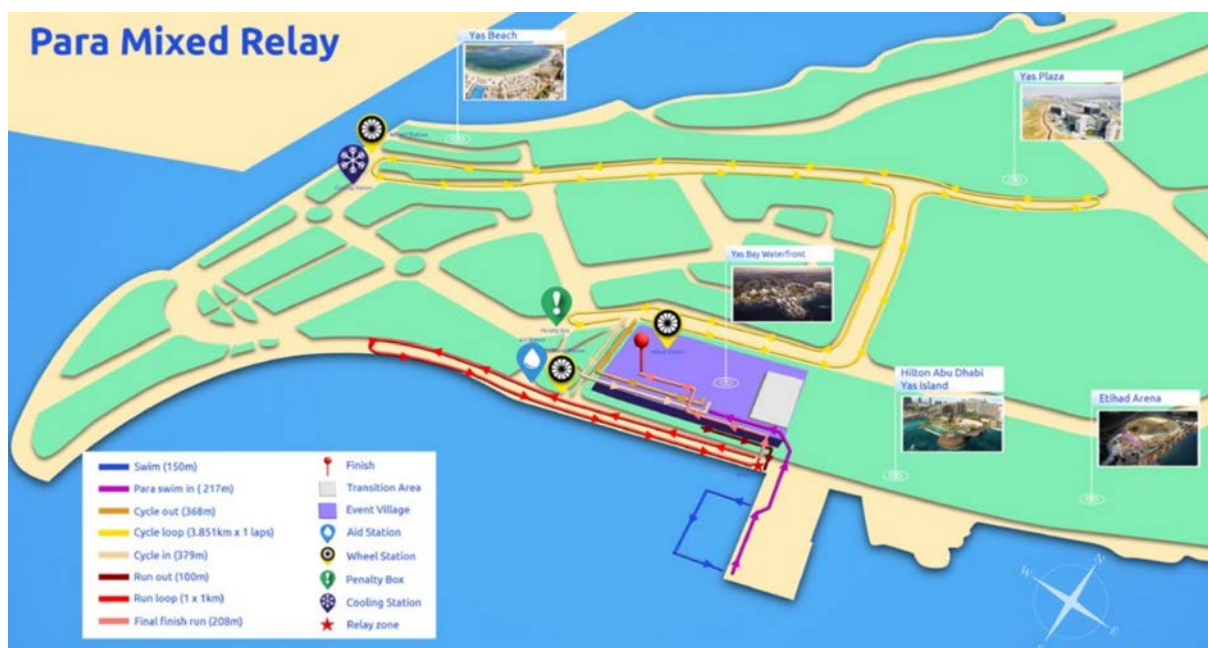 Para Mixed Relay
Yas Beach
Yas Plaza
Cooling Station
Yas Bay Waterfront
Penalty Box
Hilton Abu Dhabi
Yas Island
Etihad Arena
Swim (150m)
Para swim in ( 217m)
Cycle out (368m)
Cycle loop (3.851km x 1 laps)
Cycle in (379m)
Run out (100m)
Run loop (1 x 1km)
Final finish run (208m)
Finish
Transition Area
Event Village
Aid Station
Wheel Station
Penalty Box
Cooling Station
Relay zone
N
W
E